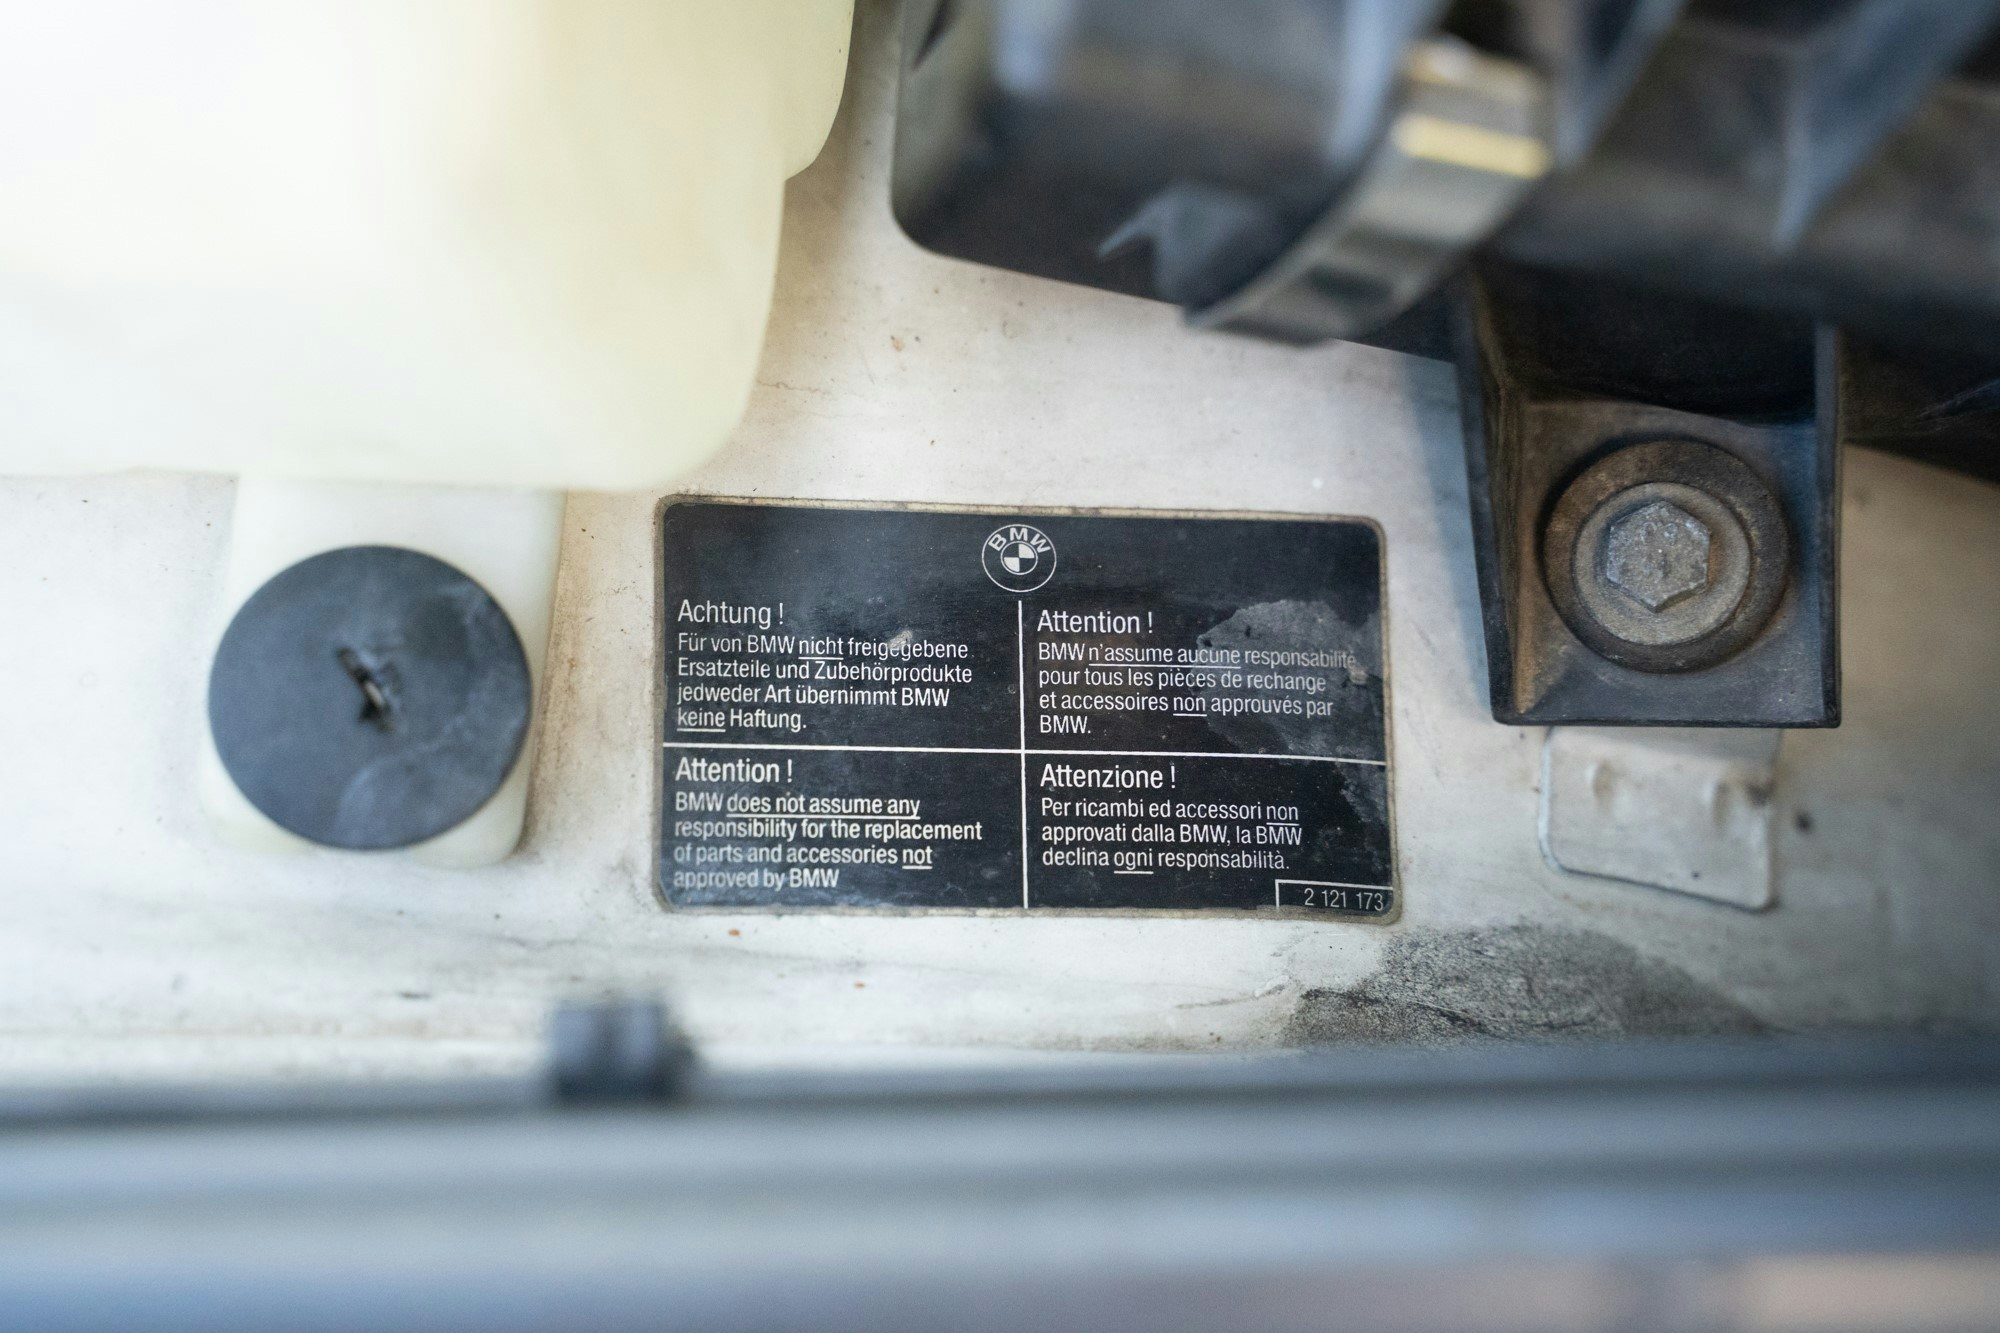 BMW
Achtung !
Für von BMW nicht freigegebene
Ersatzteile und Zubehörprodukte
jedweder Art übernimmt BMW
keine Haftung.
Attention !
BMW n'assume aucune responsabilité
pour tous les pièces de rechange
et accessoires non approuvés par
BMW.
Attention !
BMW does not assume any
responsibility for the replacement
of parts and accessories not
approved by BMW
Attenzione !
Per ricambi ed accessori non
approvati dalla BMW, la BMW
declina ogni responsabilità.
2 121 173